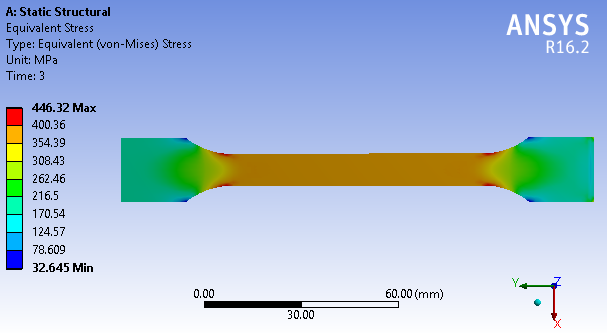 A: Static Structural
Equivalent Stress
Type: Equivalent (von-Mises) Stress
Unit: MPa
Time: 3
ANSYS
R16.2
446.32 Max
400.36
354.39
308.43
262.46
216.5
170.54
124.57
78.609
32.645 Min
0.00
60.00 (mm)
30.00
Y
Z
X